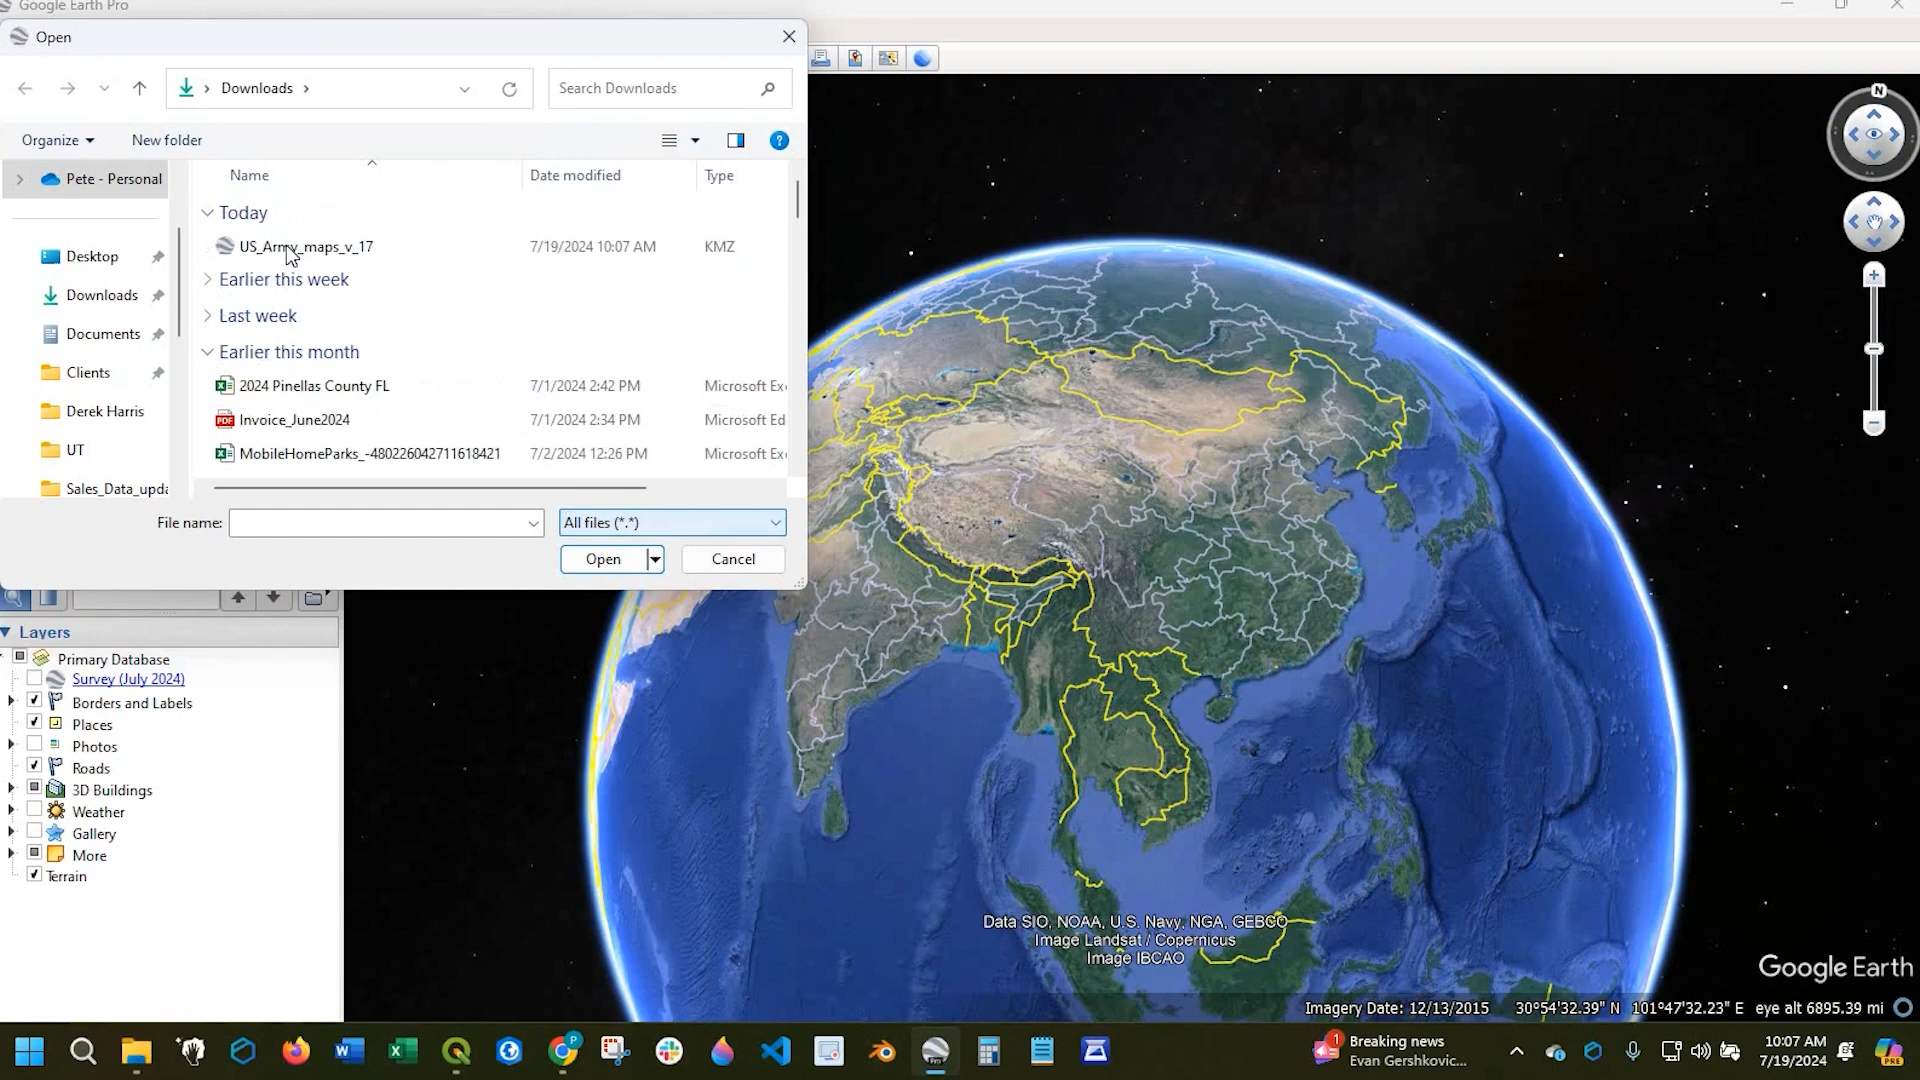 Google Earth Pro
Open
Downloads
Search Downloads
Organize
New folder
Pete - Personal
Desktop
Downloads
Documents
Clients
Derek Harris
UT
Sales_Data_upda
Name
Date modified
Type
Today
US_Army_maps_v_17
7/19/2024 10:07 AM
KMZ
Earlier this week
Last week
Earlier this month
2024 Pinellas County FL
7/1/2024 2:42 PM
Microsoft Ex
PDF
Invoice_June2024
7/1/2024 2:34 PM
Microsoft Ed
MobileHomeParks_-480226042711618421
7/2/2024 12:26 PM
Microsoft Ex
File name:
All files (*.*)
Open
Cancel
N
Layers
Primary Database
Survey (July 2024)
Borders and Labels
Places
Photos
Roads
3D Buildings
Weather
Gallery
More
Terrain
Data SIO, NOAA, U.S. Navy, NGA, GEBCO
Image Landsat / Copernicus
Image IBCAO
Google Earth
Imagery Date: 12/13/2015
30°54'32.39" N 101°47'32.23" E eye alt 6895.39 mi
P
1
Breaking news
Evan Gershkovic...
10:07 AM
7/19/2024
PRE